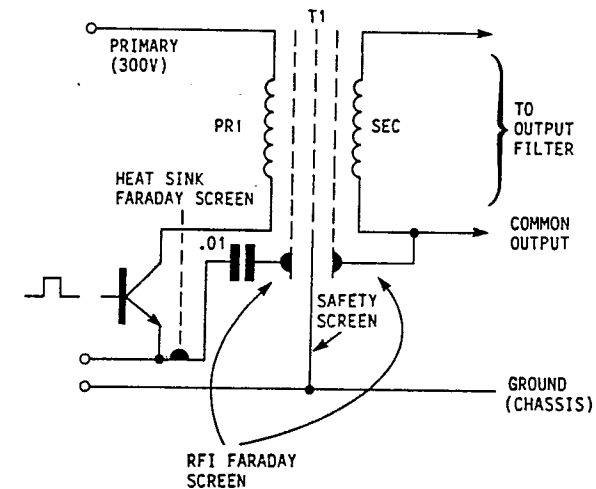 T1
PRIMARY
(300V)
PR1
SEC
TO
OUTPUT
FILTER
HEAT SINK
FARADAY SCREEN
.01
COMMON
OUTPUT
SAFETY
SCREEN
GROUND
(CHASSIS)
RFI FARADAY
SCREEN